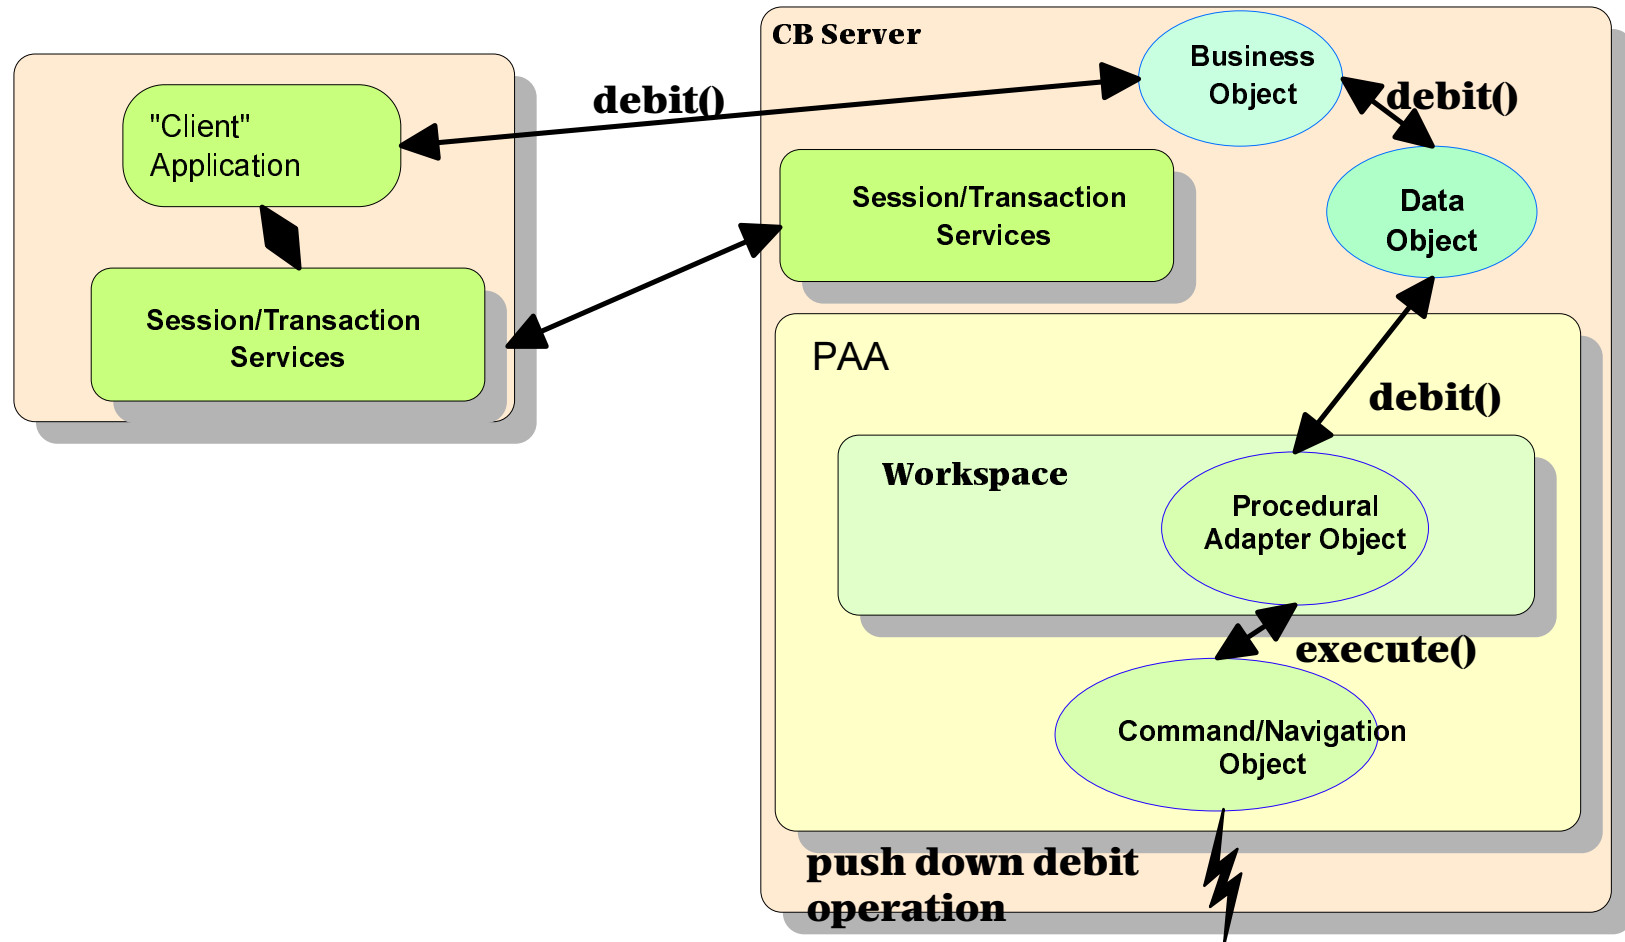 CB Server
Business
Object
debit()
debit()
"Client"
Application
Session/Transaction
Services
Data
Object
Session/Transaction
Services
PAA
debit()
Workspace
Procedural
Adapter Object
execute()
Command/Navigation
Object
push down debit
operation